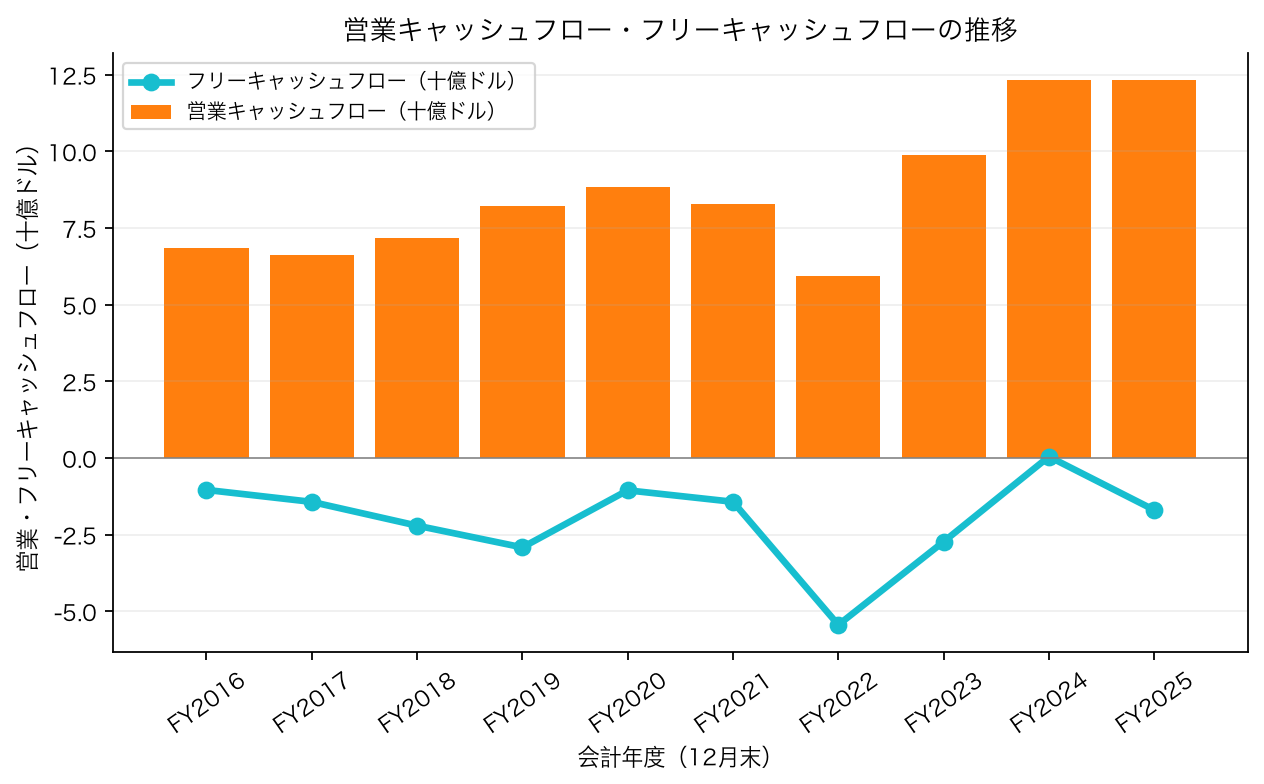 営業キャッシュフロー・フリーキャッシュフローの推移
フリーキャッシュフロー（十億ドル）
営業キャッシュフロー（十億ドル）
営業・フリーキャッシュフロー（十億ドル）
12.5
10.0
7.5
5.0
2.5
0.0
-2.5
-5.0
FY2016
FY2017
FY2018
FY2019
FY2020
FY2021
FY2022
FY2023
FY2024
FY2025
会計年度（12月末）